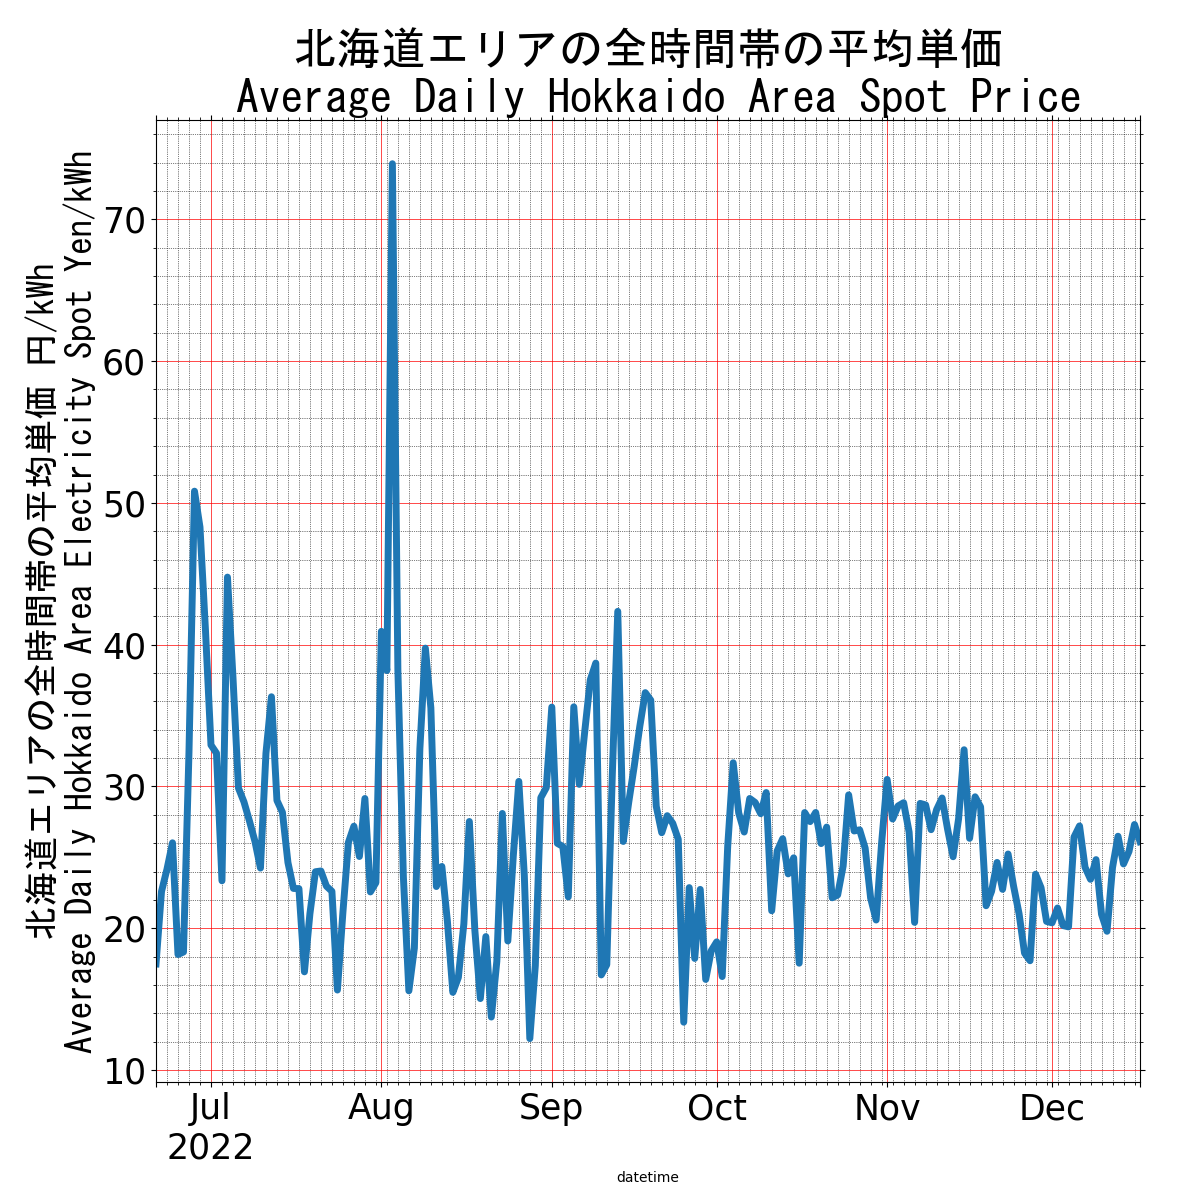 北海道エリアの全時間帯の平均単価
Average Daily Hokkaido Area Spot Price
北海道エリアの全時間帯の平均単価 円/kWh
Average Daily Hokkaido Area Electricity Spot Yen/kWh
70
60
50
40
30
20
10
Jul Aug Sep Oct Nov Dec
2022
datetime